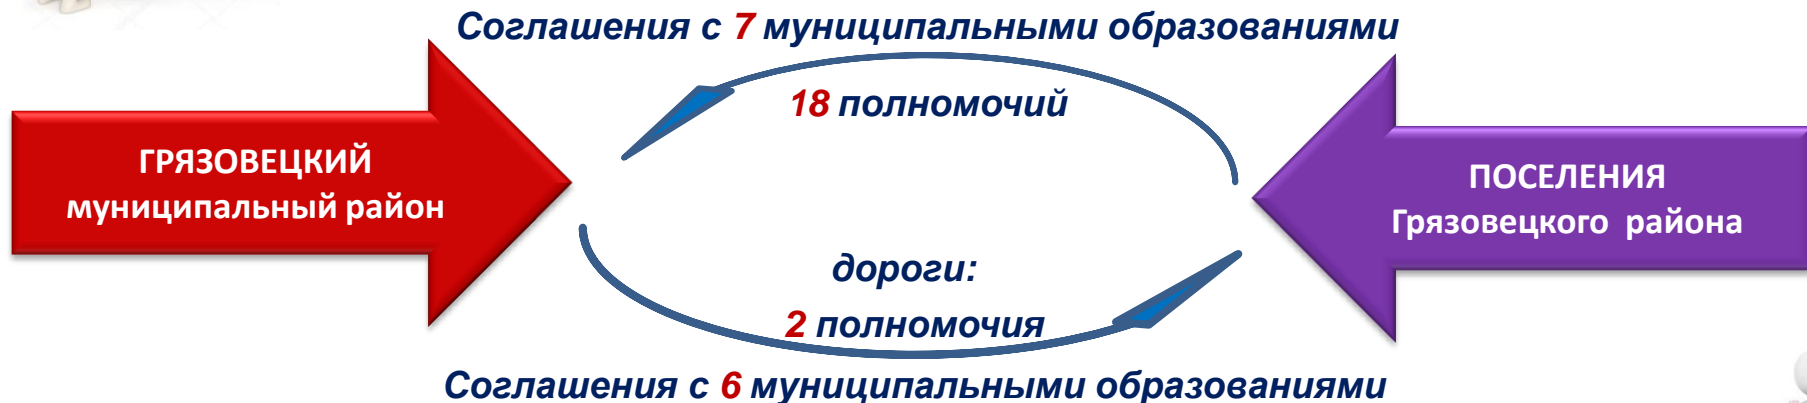 Соглашения с 7 муниципальными образованиями
18 полномочий
ГРЯЗОВЕЦКИЙ
муниципальный район
ПОСЕЛЕНИЯ
Грязовецкого района
дороги:
2 полномочия
Соглашения с 6 муниципальными образованиями